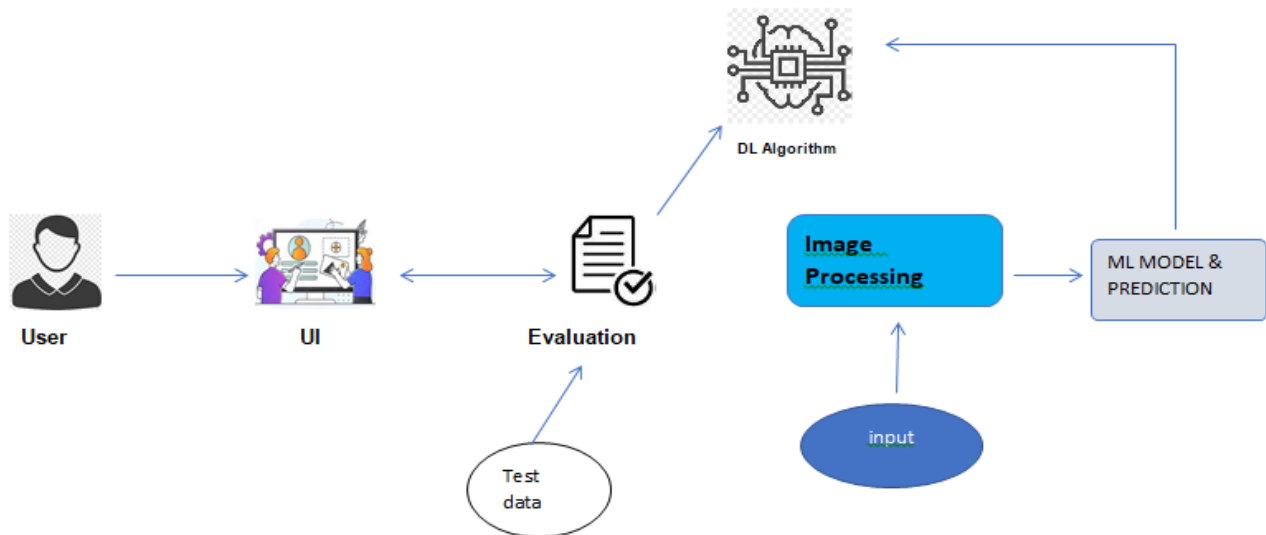 DL Algorithm
Image
Processing
ML MODEL &
PREDICTION
User
UI
Evaluation
input
Test
data